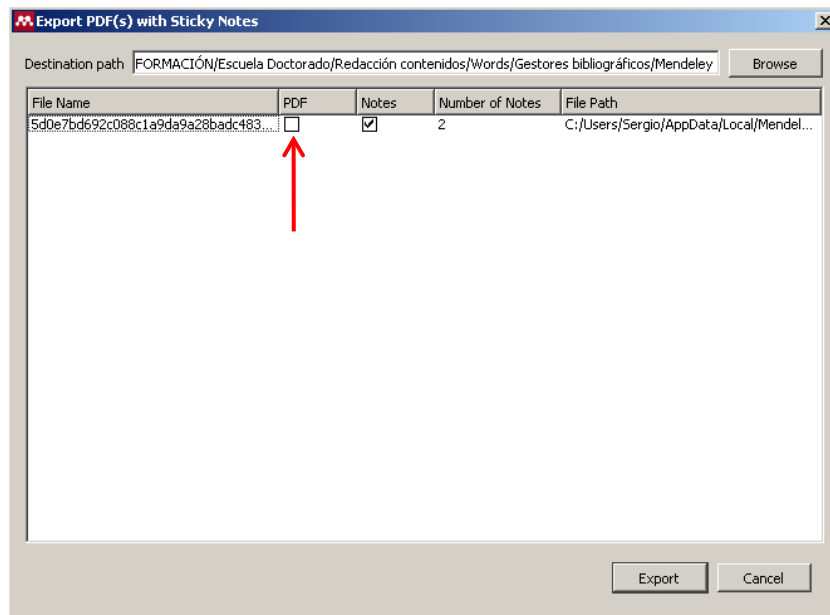 Export PDF(s) with Sticky Notes
Destination path FORMACIÓN/Escuela Doctorado/Redacción contenidos/Words/Gestores bibliográficos/Mendeley Browse
File Name PDF Notes Number of Notes File Path
5d0e7bd692c088c1a9da9a28badc483... 2 C:/Users/Sergio/AppData/Local/Mendel...
Export Cancel